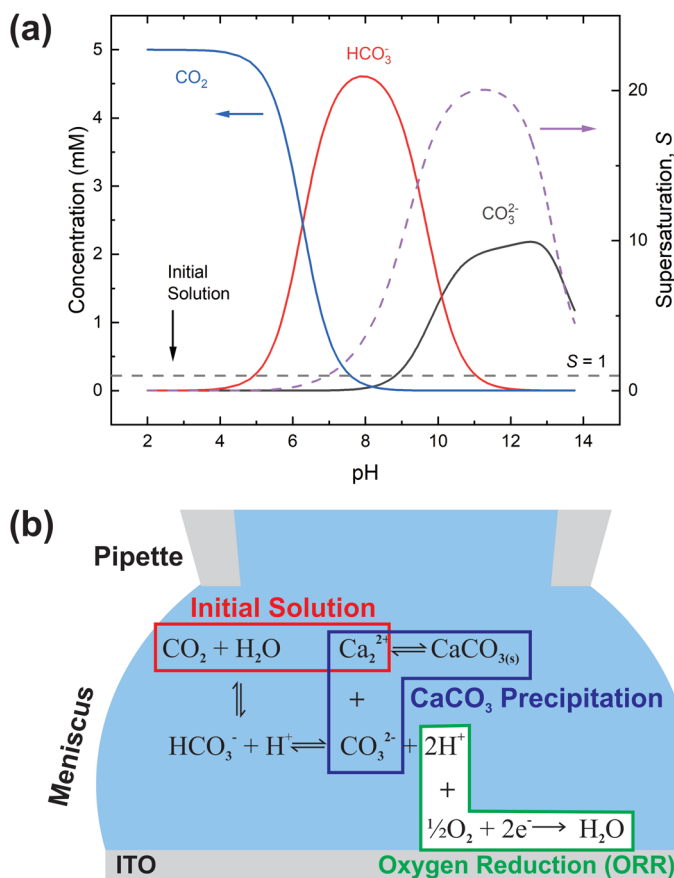 (a)
CO₂
HCO₃⁻
CO₃²⁻
Initial
Solution
S = 1
Concentration (mM)
5
4
3
2
1
0
Supersaturation, S
20
10
0
2 4 6 8 10 12 14
pH
(b)
Pipette
Meniscus
Initial Solution
CO₂ + H₂O Ca₂²⁺ ⇌ CaCO₃₍ₛ₎
⇌ + CaCO₃ Precipitation
HCO₃⁻ + H⁺ ⇌ CO₃²⁻ + 2H⁺
+
½O₂ + 2e⁻ ⟶ H₂O
ITO Oxygen Reduction (ORR)